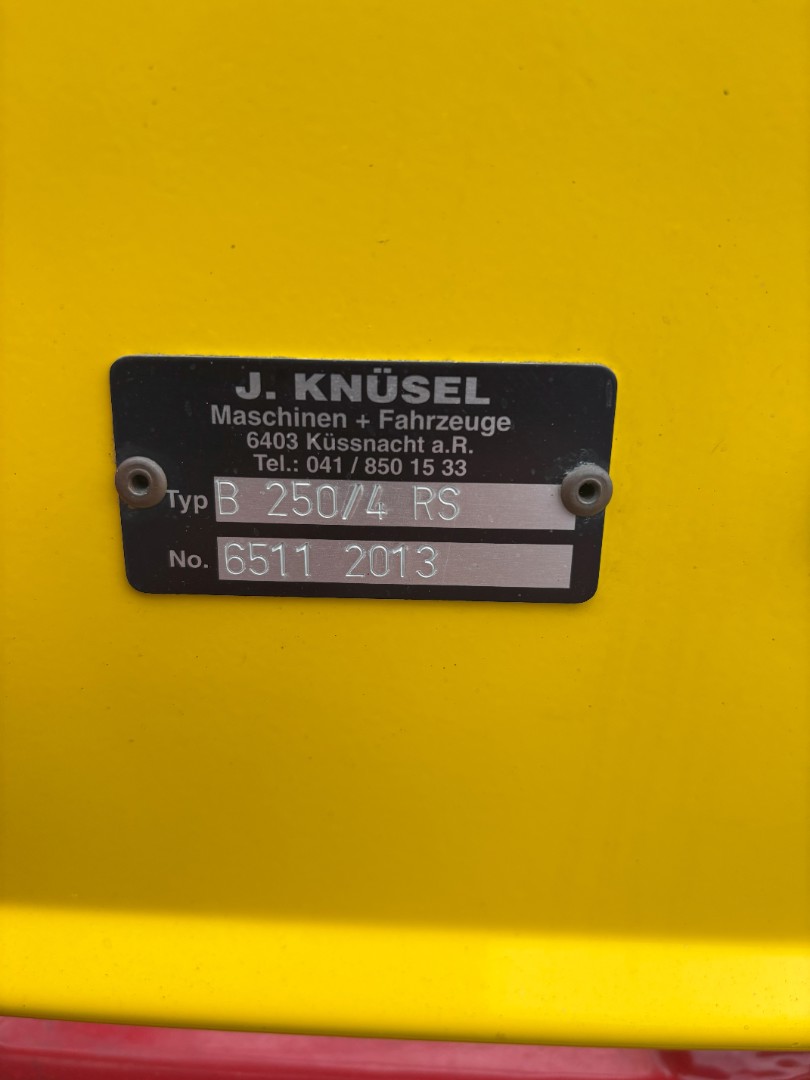 J. KNÜSEL
Maschinen + Fahrzeuge
6403 Küssnacht a.R.
Tel.: 041 / 850 15 33
Typ B 250//4 RS
No. 6511 2013